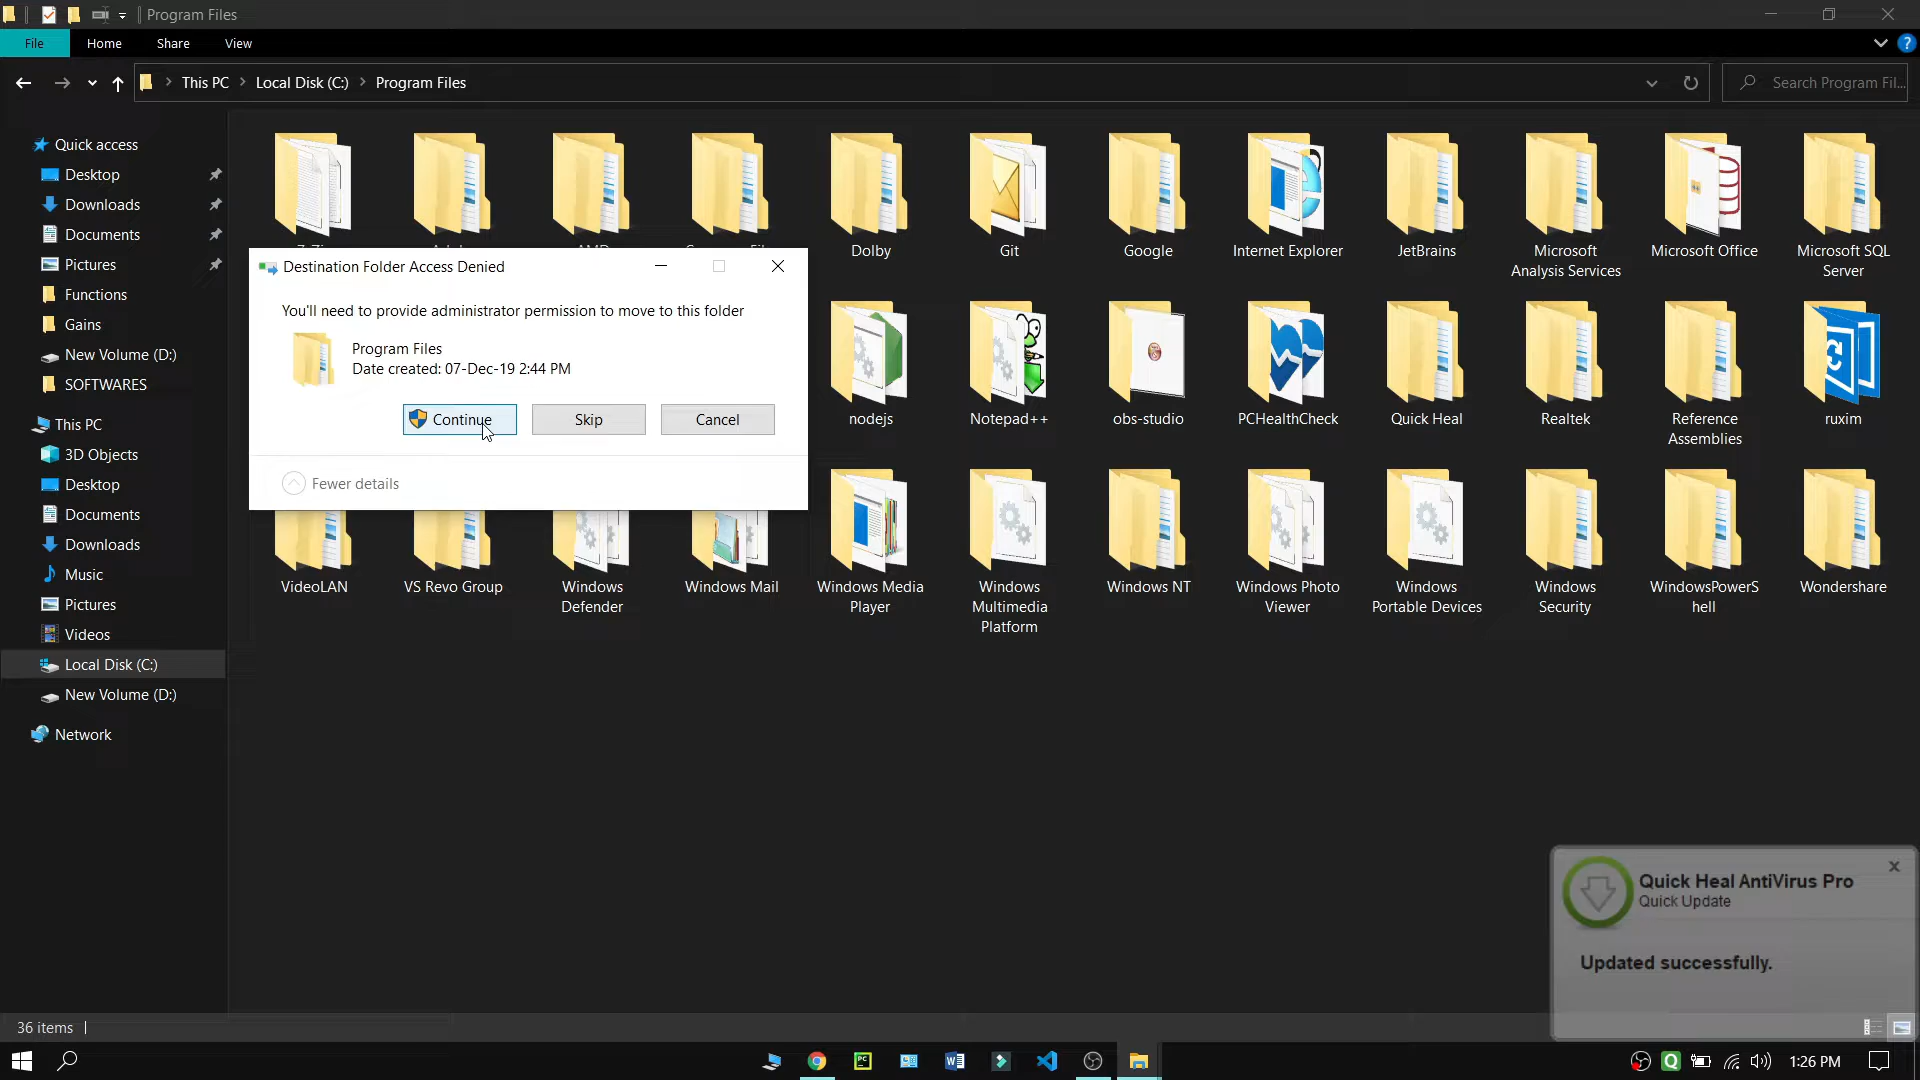 Program Files
File
Home
Share
View
This PC
Local Disk (C:)
Program Files
Search Program Fil...
Quick access
Desktop
Downloads
Documents
Pictures
Functions
Gains
New Volume (D:)
SOFTWARES
This PC
3D Objects
Desktop
Documents
Downloads
Music
Pictures
Videos
Local Disk (C:)
New Volume (D:)
Network
Dolby
Git
Google
Internet Explorer
JetBrains
Microsoft
Analysis Services
Microsoft Office
Microsoft SQL
Server
Destination Folder Access Denied
You'll need to provide administrator permission to move to this folder
Program Files
Date created: 07-Dec-19 2:44 PM
Continue
Skip
Cancel
Fewer details
nodejs
Notepad++
obs-studio
PCHealthCheck
Quick Heal
Realtek
Reference
Assemblies
ruxim
VideoLAN
VS Revo Group
Windows
Defender
Windows Mail
Windows Media
Player
Windows
Multimedia
Platform
Windows NT
Windows Photo
Viewer
Windows
Portable Devices
Windows
Security
WindowsPowerS
hell
Wondershare
Quick Heal AntiVirus Pro
Quick Update
Updated successfully.
36 items
1:26 PM